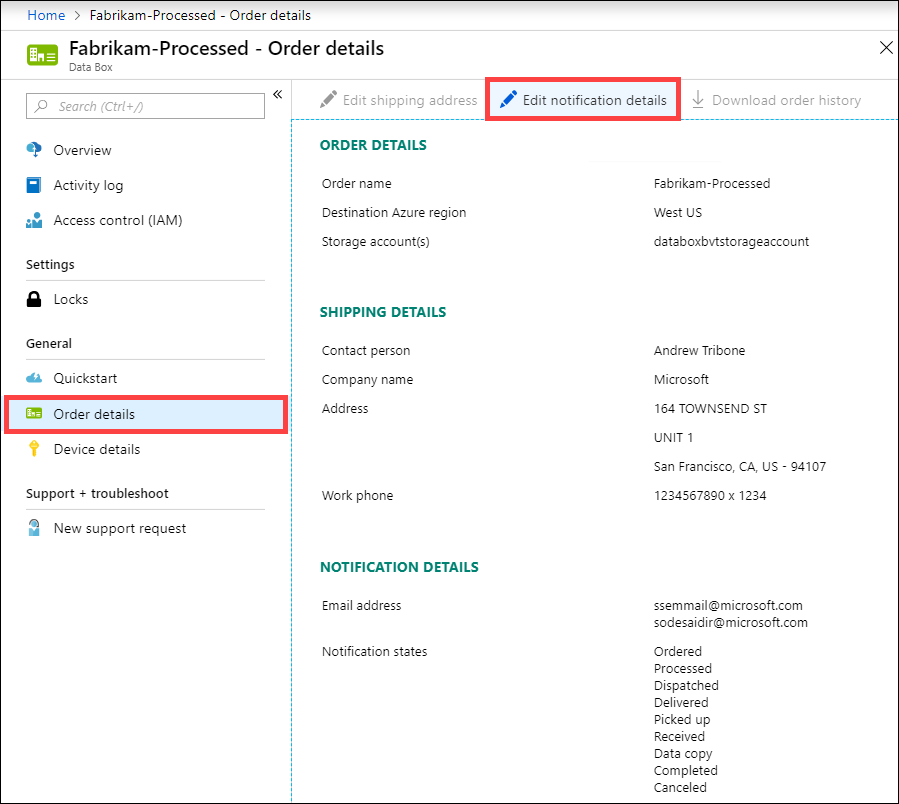 Home > Fabrikam-Processed - Order details
Fabrikam-Processed - Order details
Data Box
Search (Ctrl+/)
Overview
Activity log
Access control (IAM)
Settings
Locks
General
Quickstart
Order details
Device details
Support + troubleshoot
New support request
Edit shipping address Edit notification details Download order history
ORDER DETAILS
Order name Fabrikam-Processed
Destination Azure region West US
Storage account(s) databoxbvtstorageaccount
SHIPPING DETAILS
Contact person Andrew Tribone
Company name Microsoft
Address 164 TOWNSEND ST
UNIT 1
San Francisco, CA, US - 94107
Work phone 1234567890 x 1234
NOTIFICATION DETAILS
Email address ssemmail@microsoft.com
sodesaidir@microsoft.com
Notification states Ordered
Processed
Dispatched
Delivered
Picked up
Received
Data copy
Completed
Canceled